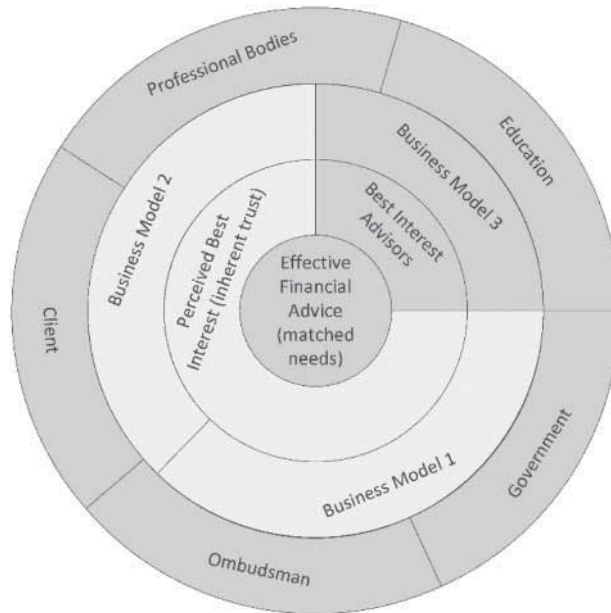 Professional Bodies
Education
Business Model 2
Business Model 3
Perceived Best
Interest (inherent trust)
Best Interest
Advisors
Effective
Financial
Advice
(matched
needs)
Client
Business Model 1
Government
Ombudsman